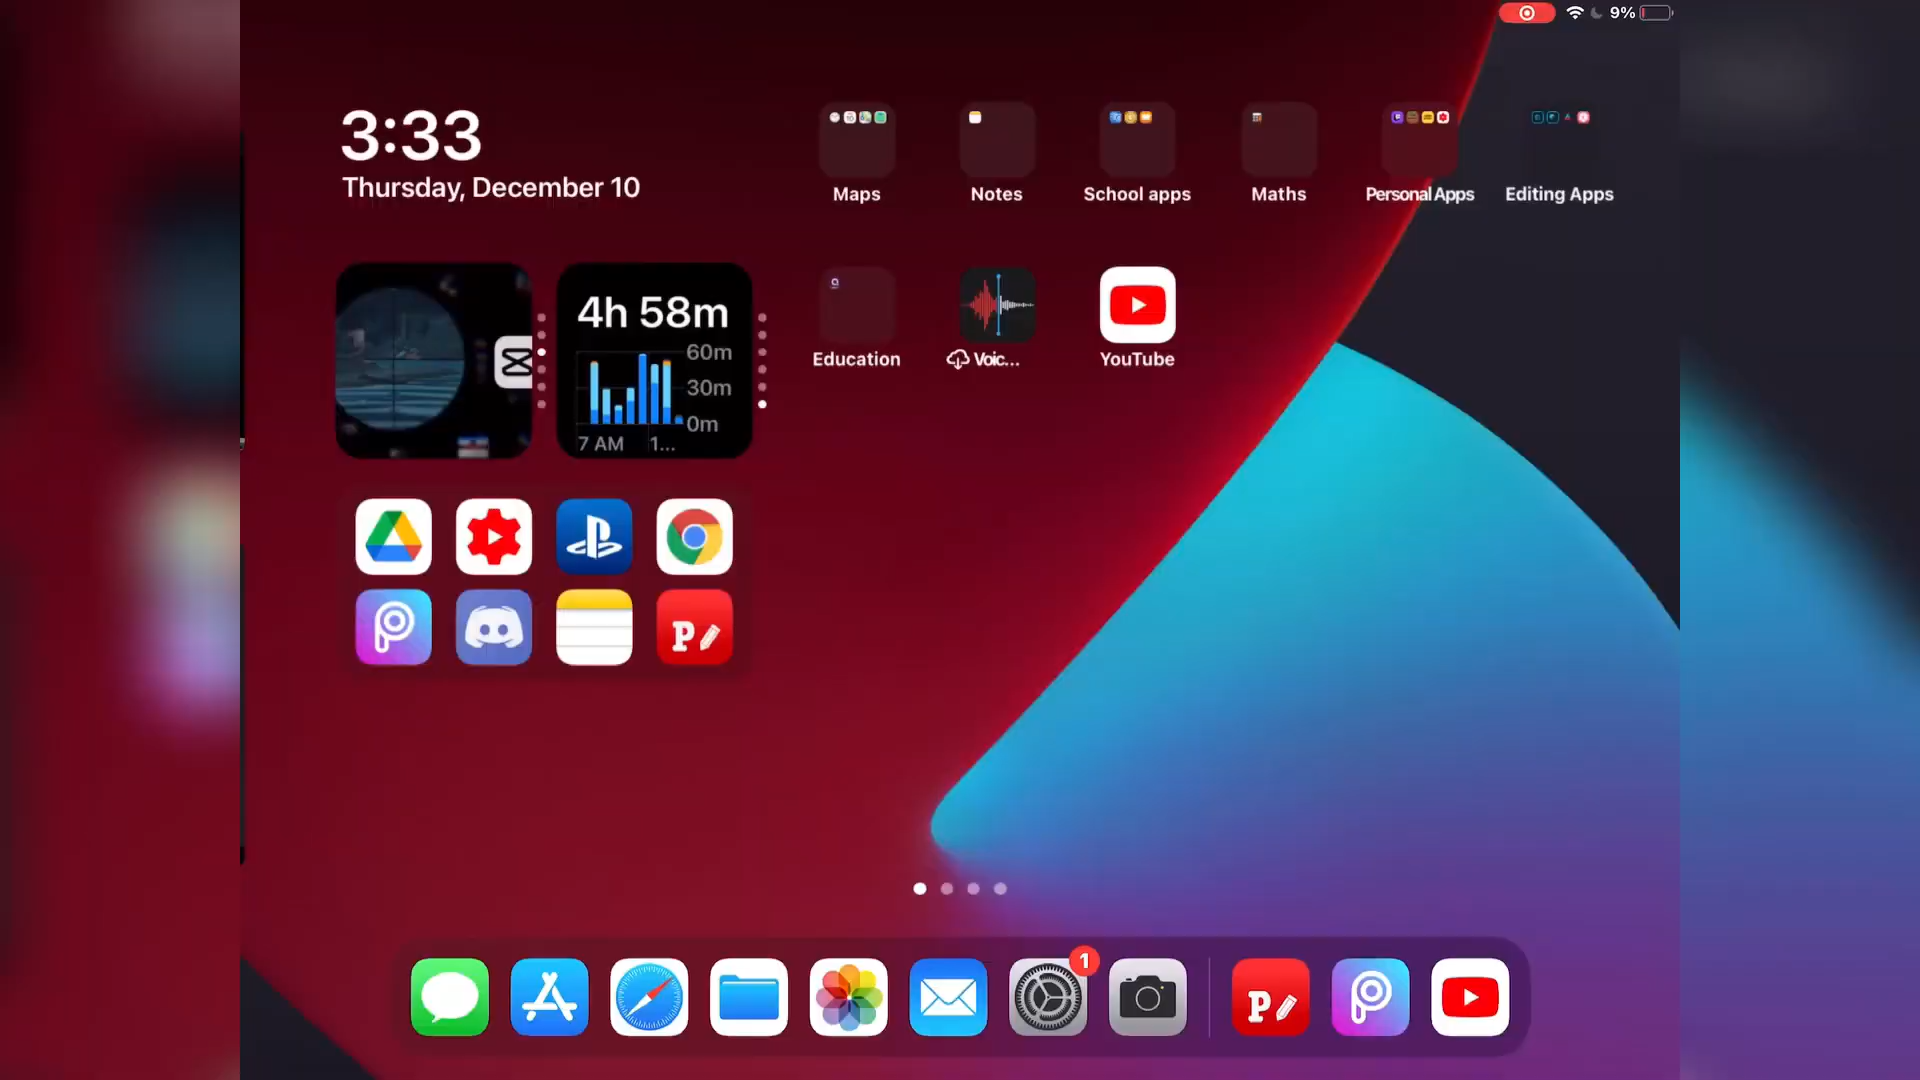 9%
3:33
Thursday, December 10
Maps
Notes
School apps
Maths
Personal Apps
Editing Apps
4h 58m
60m
30m
0m
7 AM
1...
Education
Voic...
YouTube
P
1
P